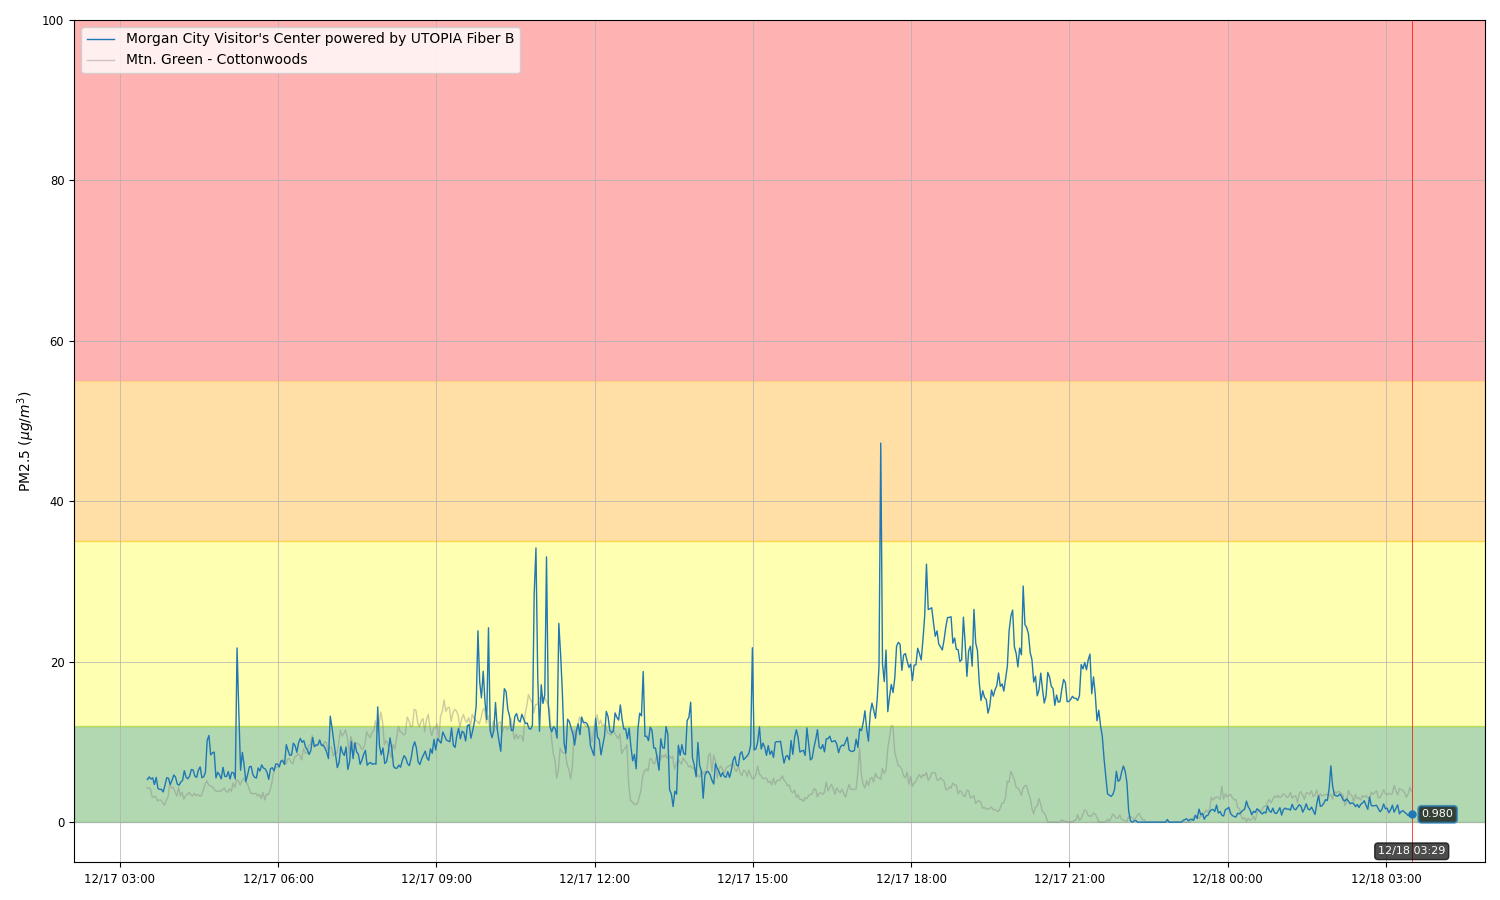 100
Morgan City Visitor's Center powered by UTOPIA Fiber B
Mtn. Green - Cottonwoods
80
60
PM2.5 (μg/m³)
40
20
0
0.980
12/18 03:29
12/17 03:00 12/17 06:00 12/17 09:00 12/17 12:00 12/17 15:00 12/17 18:00 12/17 21:00 12/18 00:00 12/18 03:00